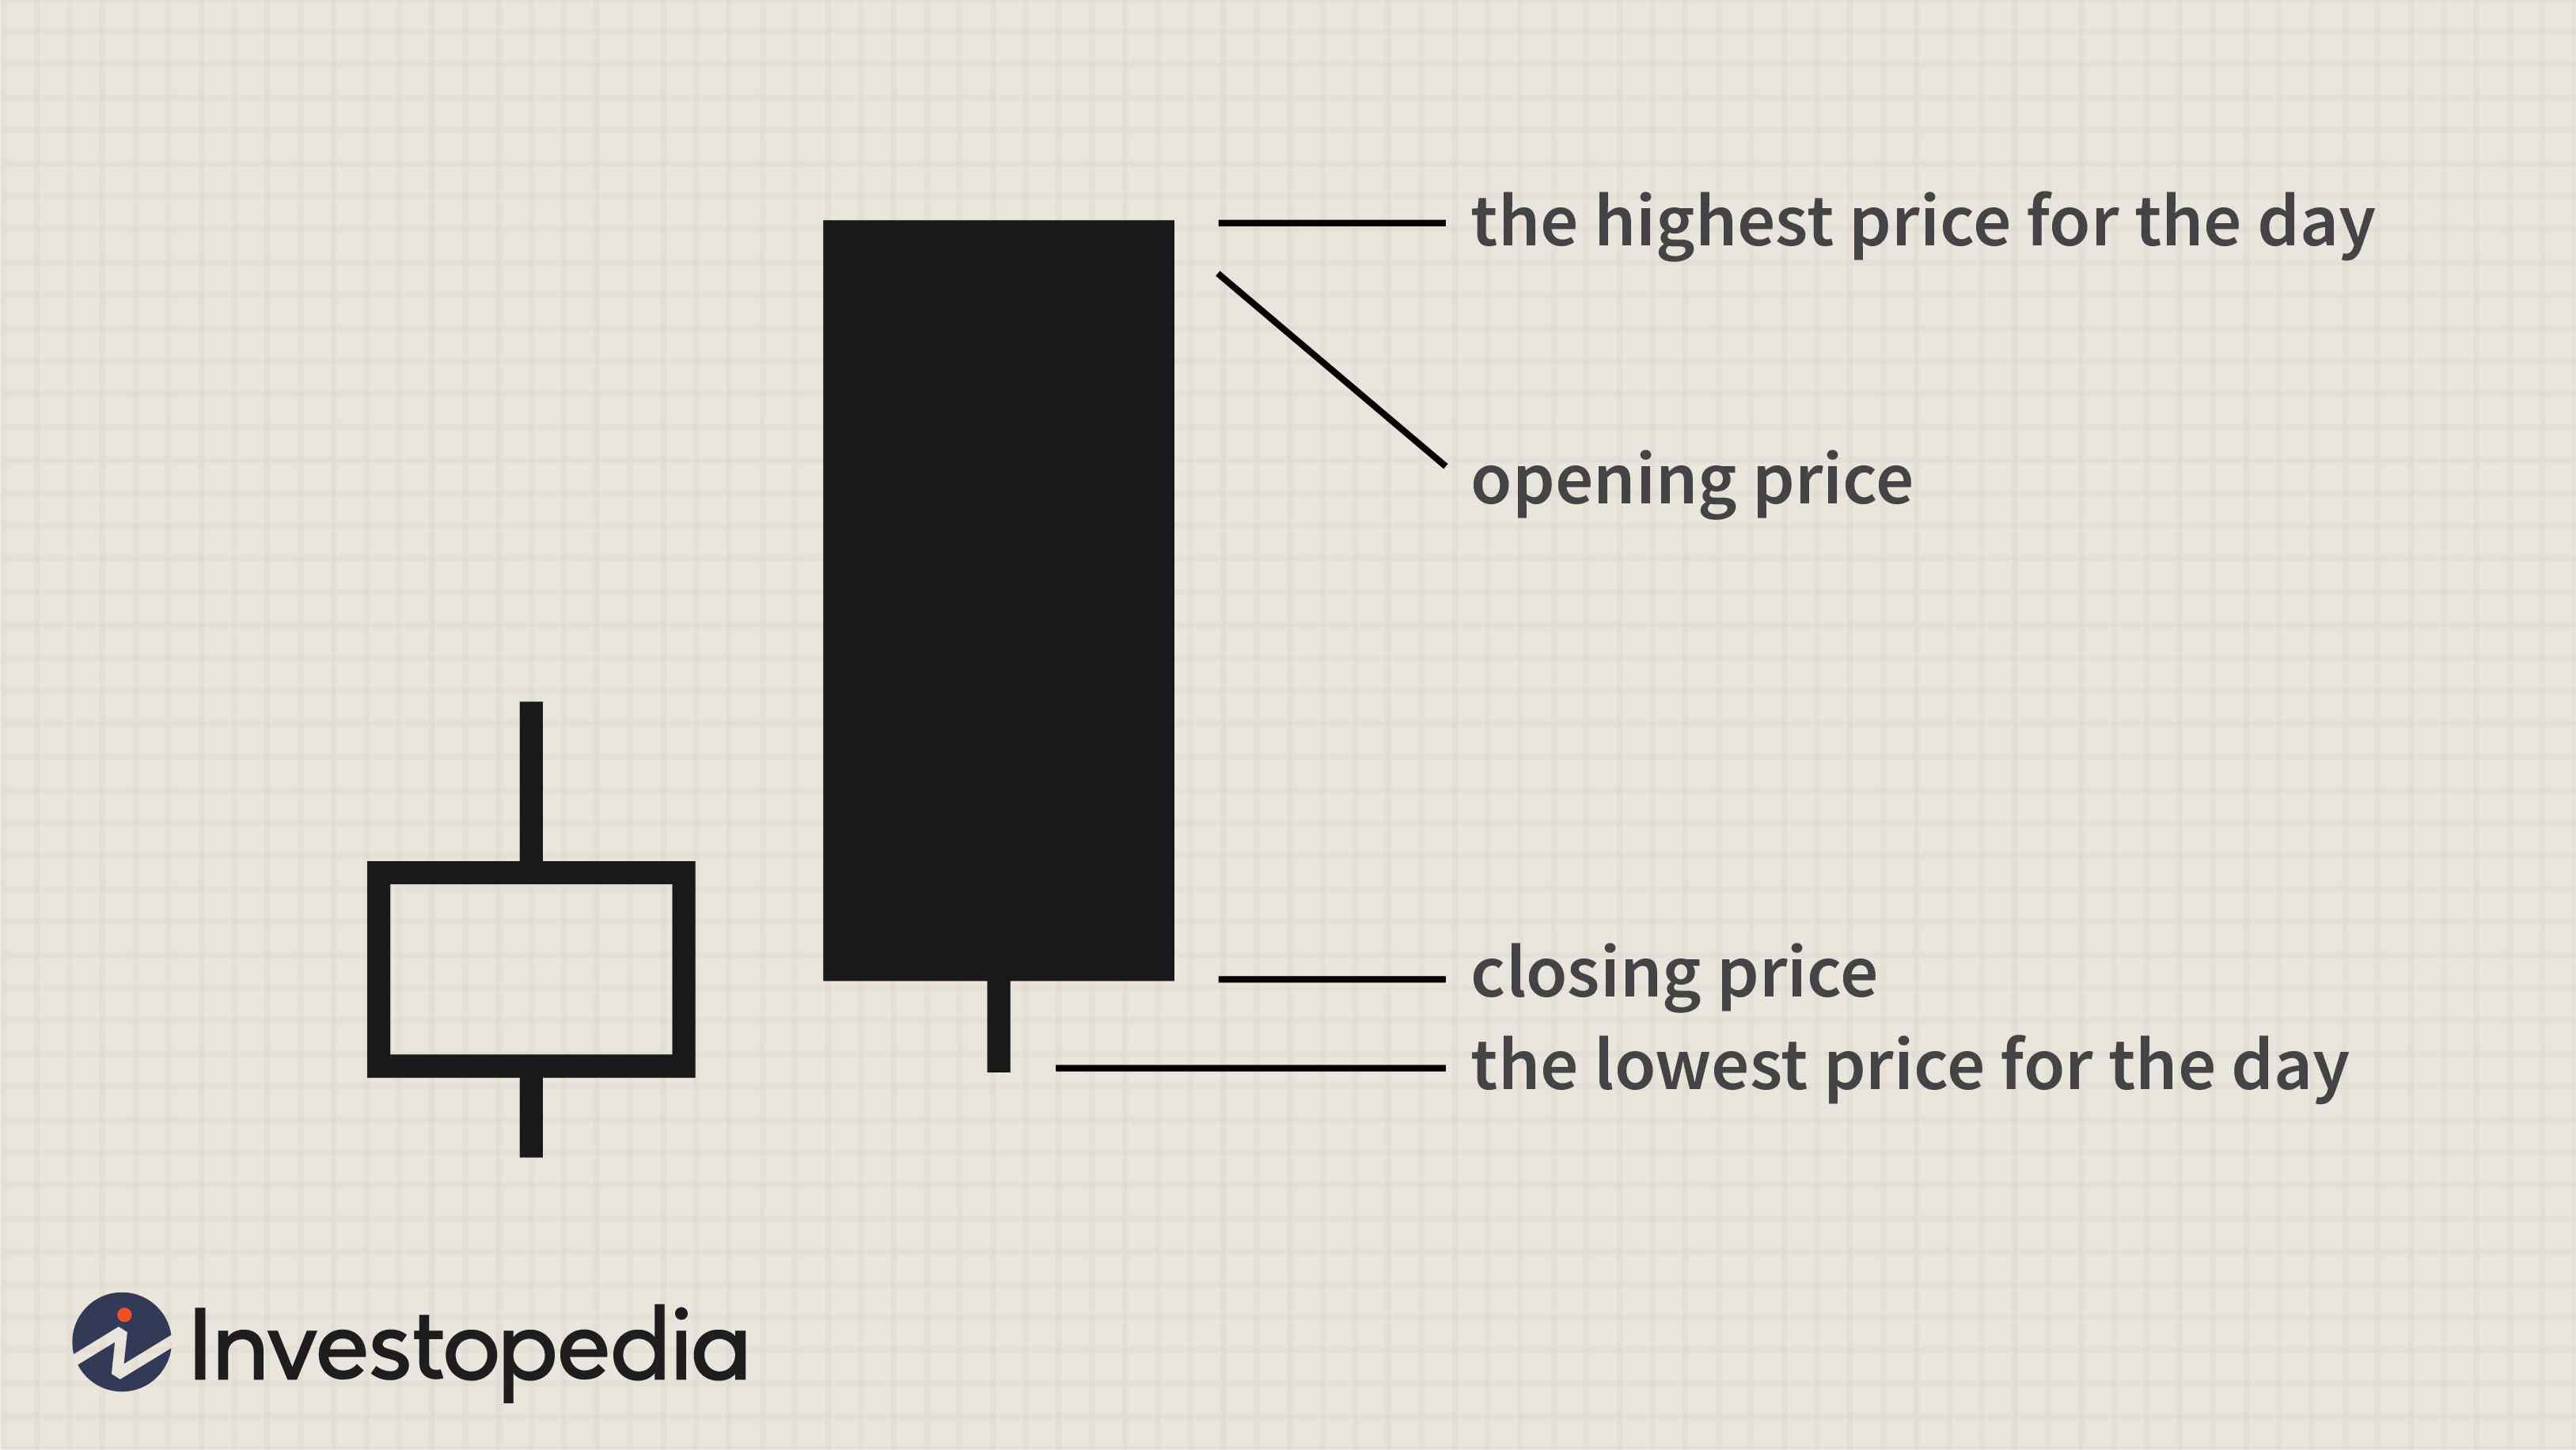 the highest price for the day
opening price
closing price
the lowest price for the day
Investopedia